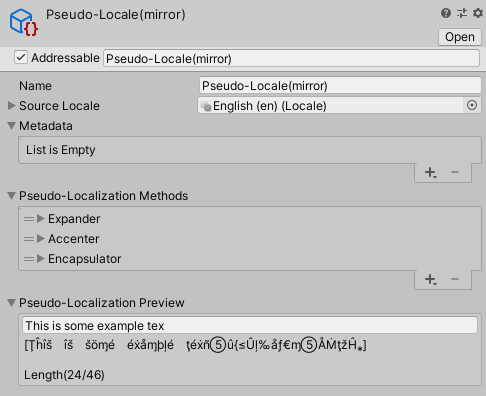 Pseudo-Locale(mirror)
Open
Addressable Pseudo-Locale(mirror)
Name Pseudo-Locale(mirror)
Source Locale English (en) (Locale)
Metadata
List is Empty
Pseudo-Localization Methods
Expander
Accenter
Encapsulator
Pseudo-Localization Preview
This is some example tex
[Ţĥîš îš šöɱé éẋåɱþļé ţéẋñ⑤û{≤Ûļ‰åƒ€ɱ⑤ÅṀţžĤ⁎]
Length(24/46)